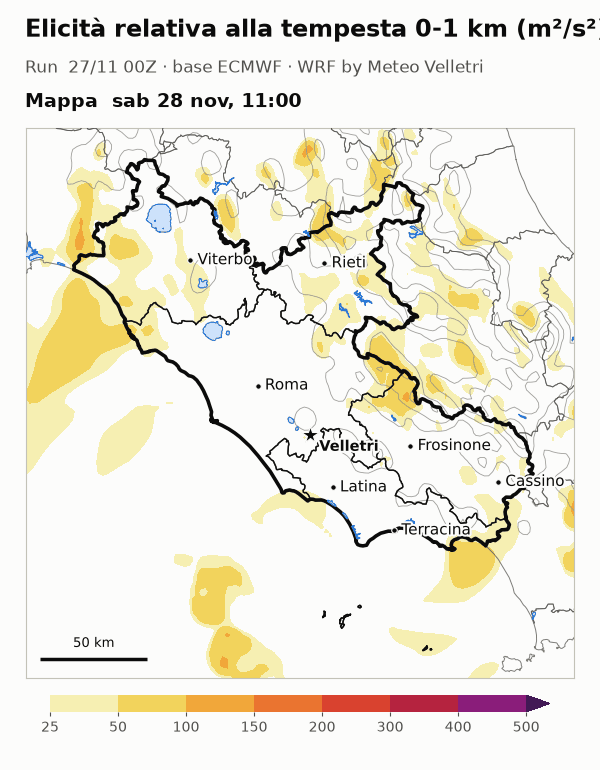 Elicità relativa alla tempesta 0-1 km (m²/s²)
Run 27/11 00Z · base ECMWF · WRF by Meteo Velletri
Mappa sab 28 nov, 11:00
Viterbo
Rieti
Roma
Velletri
Frosinone
Latina
Cassino
Terracina
50 km
25 50 100 150 200 300 400 500